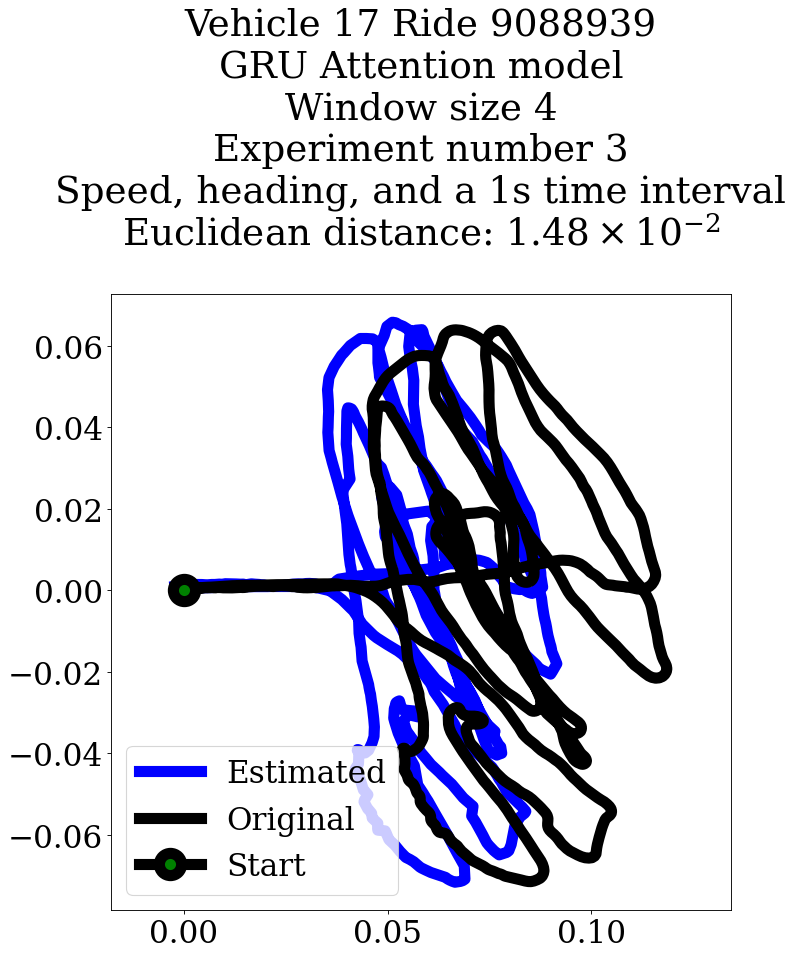 Vehicle 17 Ride 9088939
GRU Attention model
Window size 4
Experiment number 3
Speed, heading, and a 1s time interval
Euclidean distance: 1.48 × 10⁻²
0.06
0.04
0.02
0.00
−0.02
−0.04
−0.06
Estimated
Original
Start
0.00 0.05 0.10